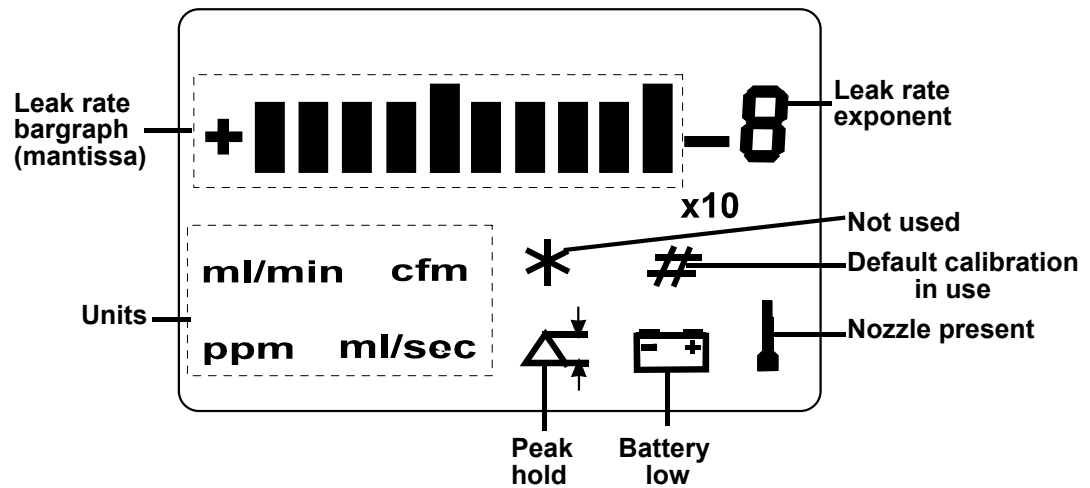 Leak rate
bargraph
(mantissa)
+
-8
Leak rate
exponent
x10
Not used
*
#
Default calibration
in use
ml/min cfm
Units
ppm ml/sec
- +
Nozzle present
Peak
hold
Battery
low